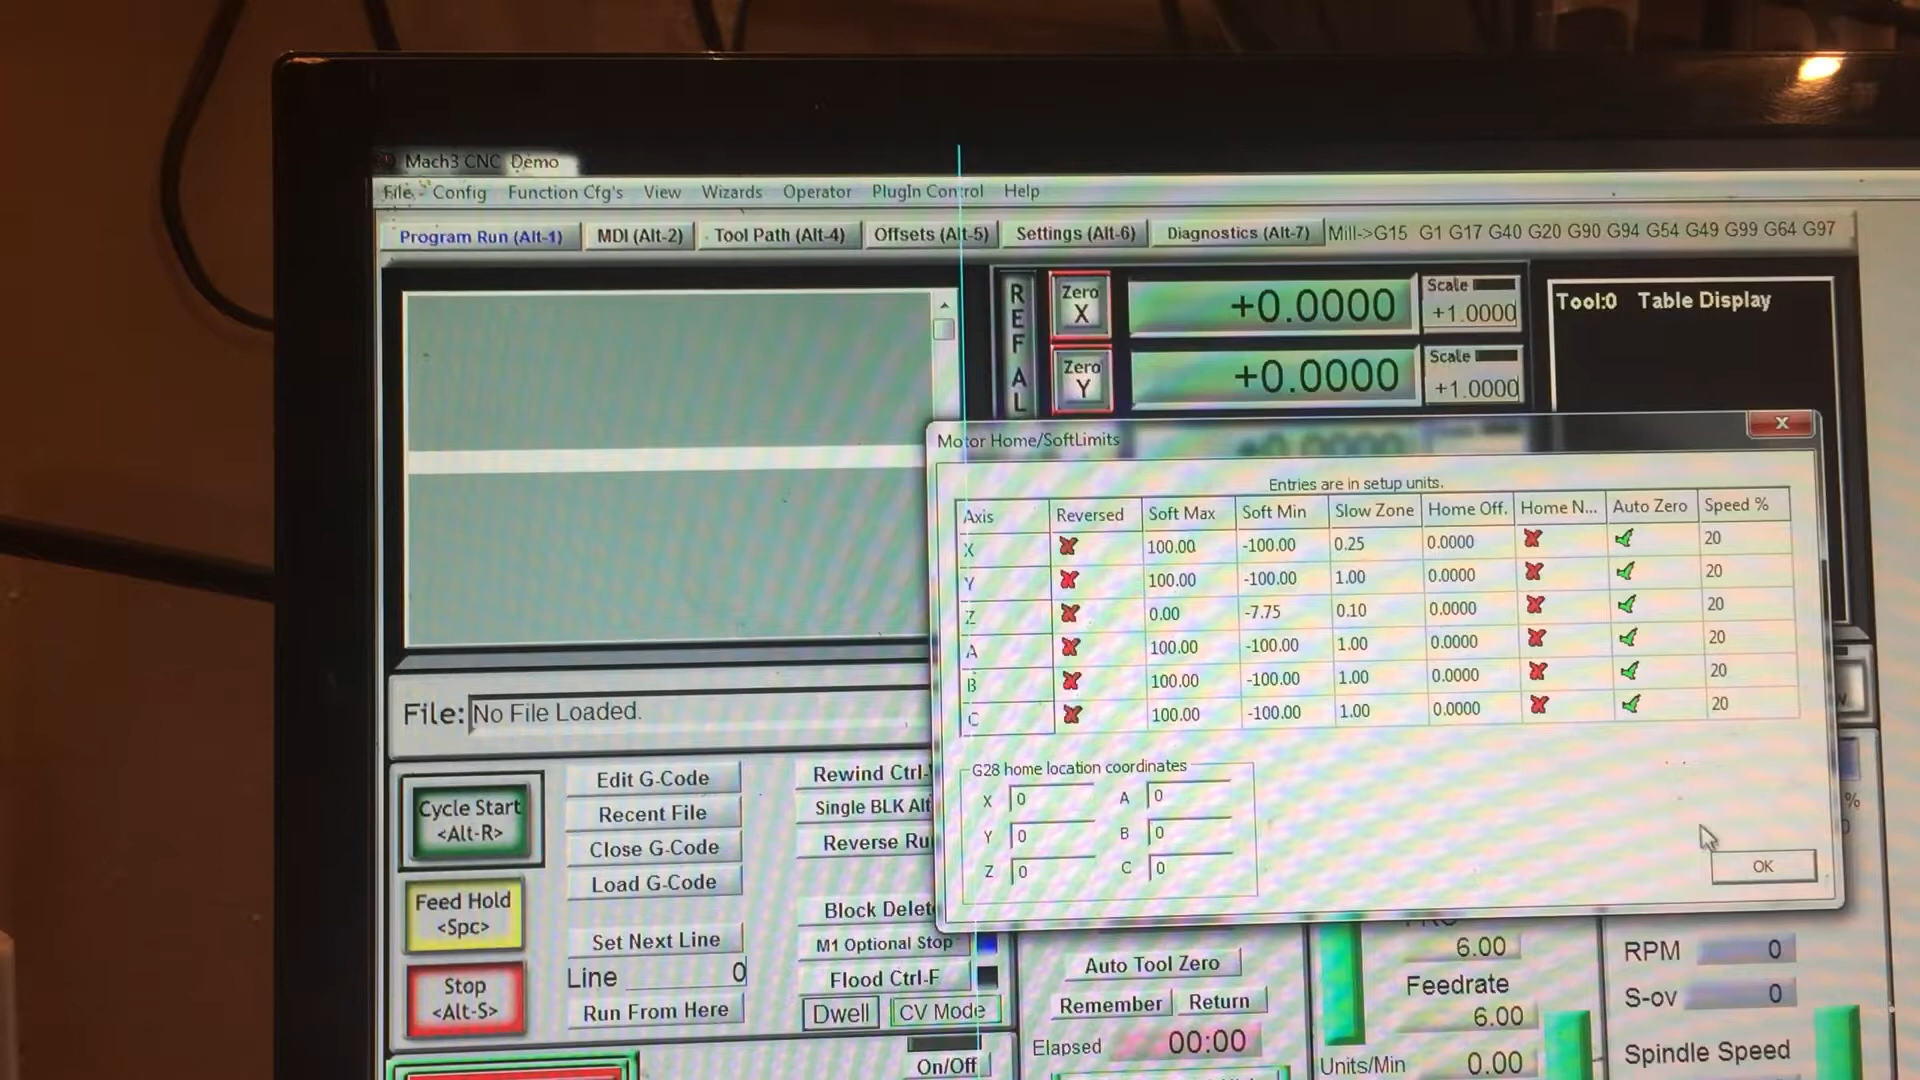 Mach3 CNC Demo
File Config Function Cfg's View Wizards Operator PlugIn Control Help
Program Run (Alt-1) MDI (Alt-2) Tool Path (Alt-4) Offsets (Alt-5) Settings (Alt-6) Diagnostics (Alt-7) Mill->G15 G1 G17 G40 G20 G90 G94 G54 G49 G99 G64 G97
REF AL
Zero X +0.0000 Scale +1.0000
Zero Y +0.0000 Scale +1.0000
Tool:0 Table Display
Motor Home/SoftLimits
X
Entries are in setup units.
Axis Reversed Soft Max Soft Min Slow Zone Home Off. Home N... Auto Zero Speed %
X 100.00 -100.00 0.25 0.0000 20
Y 100.00 -100.00 1.00 0.0000 20
Z 0.00 -7.75 0.10 0.0000 20
A 100.00 -100.00 1.00 0.0000 20
B 100.00 -100.00 1.00 0.0000 20
C 100.00 -100.00 1.00 0.0000 20
G28 home location coordinates
X 0 A 0
Y 0 B 0
Z 0 C 0
OK
File: No File Loaded.
Cycle Start
<Alt-R>
Feed Hold
<Spc>
Stop
<Alt-S>
Edit G-Code
Recent File
Close G-Code
Load G-Code
Set Next Line
Line 0
Run From Here
Rewind Ctrl-
Single BLK Alt
Reverse Ru
Block Delet
M1 Optional Stop
Flood Ctrl-F
Dwell CV Mode
On/Off
Auto Tool Zero
Remember Return
Elapsed 00:00
6.00
Feedrate
6.00
Units/Min 0.00
%
RPM 0
S-ov 0
Spindle Speed